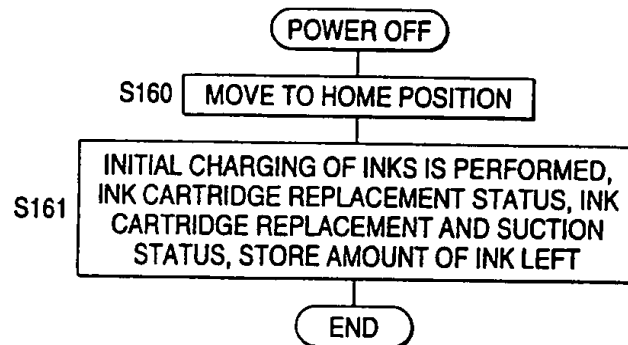 POWER OFF
S160 MOVE TO HOME POSITION
S161
INITIAL CHARGING OF INKS IS PERFORMED,
INK CARTRIDGE REPLACEMENT STATUS, INK
CARTRIDGE REPLACEMENT AND SUCTION
STATUS, STORE AMOUNT OF INK LEFT
END